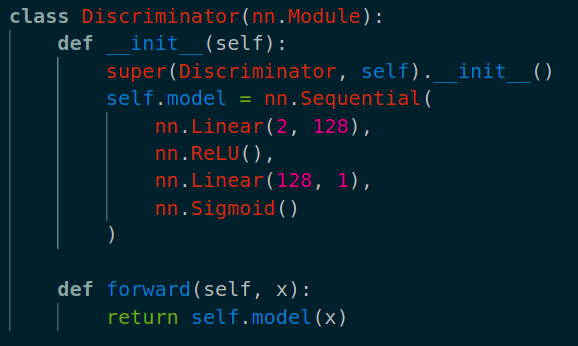 class Discriminator(nn.Module):
    def __init__(self):
        super(Discriminator, self).__init__()
        self.model = nn.Sequential(
            nn.Linear(2, 128),
            nn.ReLU(),
            nn.Linear(128, 1),
            nn.Sigmoid()
        )
    def forward(self, x):
        return self.model(x)